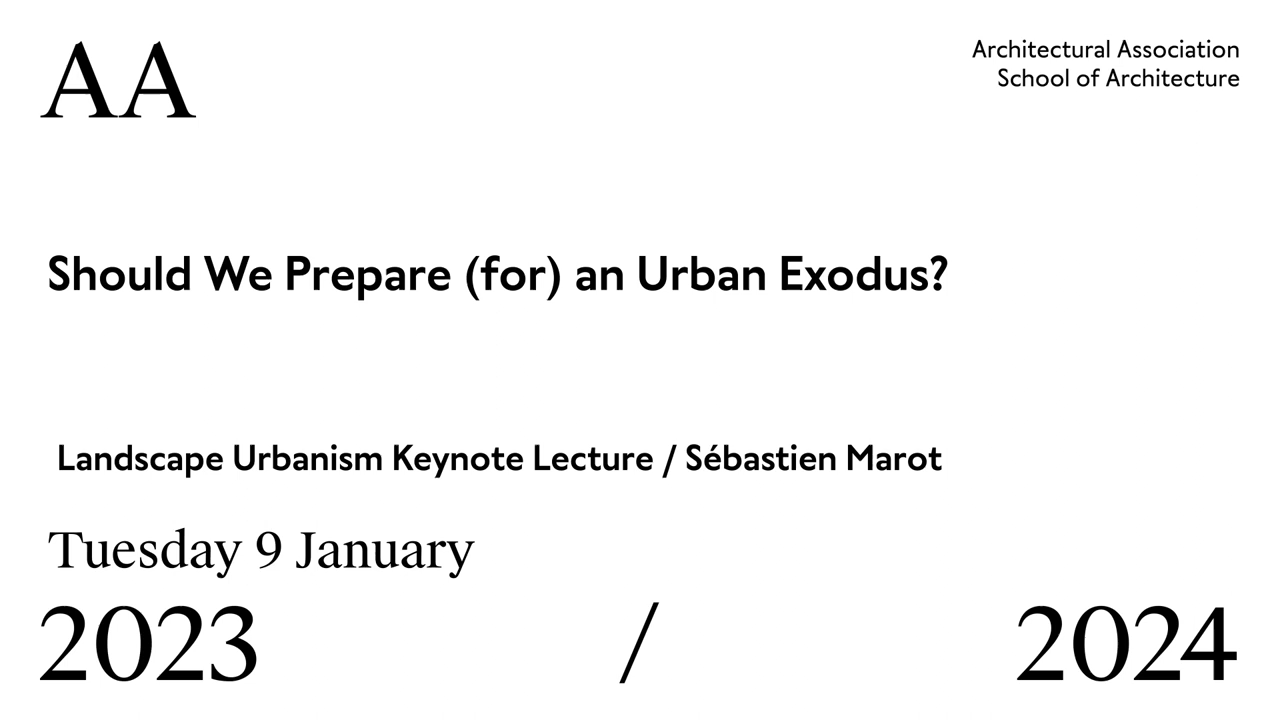 AA
Architectural Association
School of Architecture
Should We Prepare (for) an Urban Exodus?
Landscape Urbanism Keynote Lecture / Sébastien Marot
Tuesday 9 January
2023 / 2024